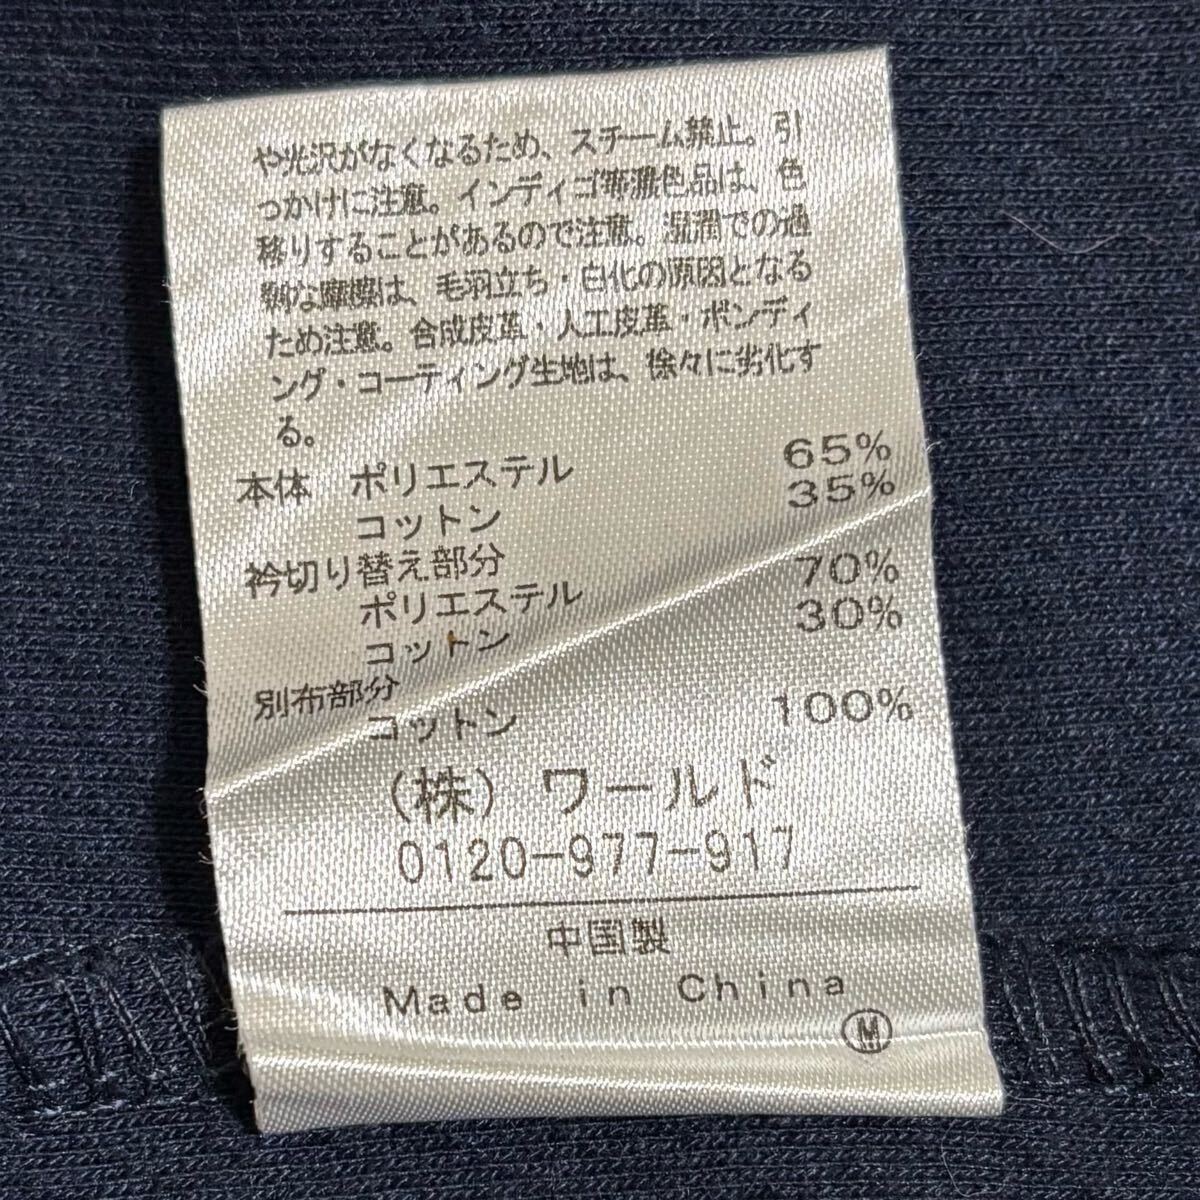 や光沢がなくなるため、スチーム禁止。引
っかけに注意。インディゴ等濃色品は、色
移りすることがあるので注意。湿潤での過
剰な摩擦は、毛羽立ち・白化の原因となる
ため注意。合成皮革・人工皮革・ボンディ
ング・コーティング生地は、徐々に劣化す
る。
本体 ポリエステル 65%
コットン 35%
衿切り替え部分
ポリエステル 70%
コットン 30%
別布部分
コットン 100%
(株) ワールド
0120-977-917
中国製
Made in China
M